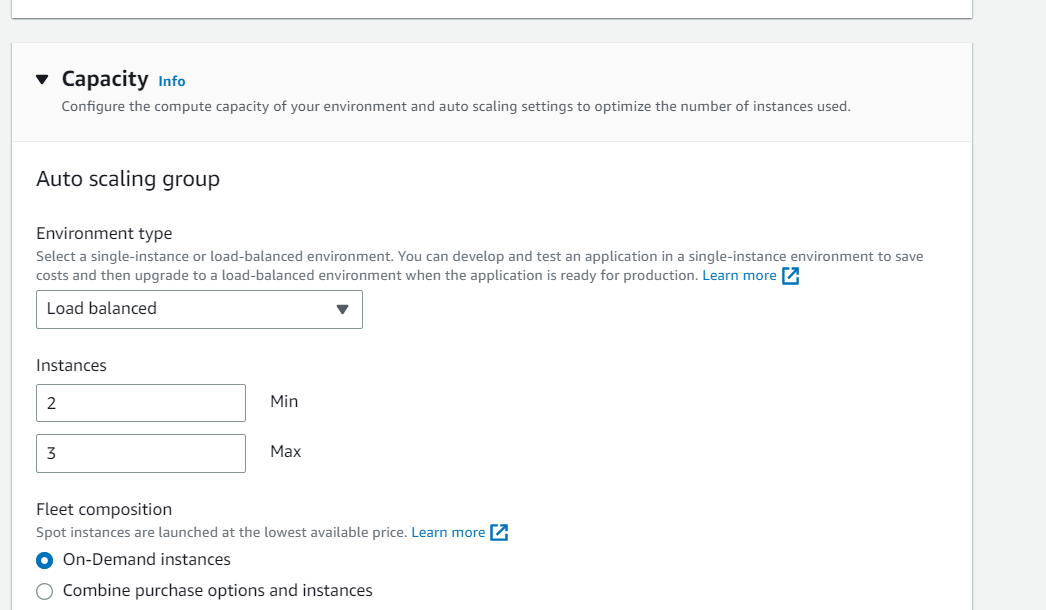 Capacity Info
Configure the compute capacity of your environment and auto scaling settings to optimize the number of instances used.
Auto scaling group
Environment type
Select a single-instance or load-balanced environment. You can develop and test an application in a single-instance environment to save
costs and then upgrade to a load-balanced environment when the application is ready for production. Learn more
Load balanced
Instances
2 Min
3 Max
Fleet composition
Spot instances are launched at the lowest available price. Learn more
On-Demand instances
Combine purchase options and instances